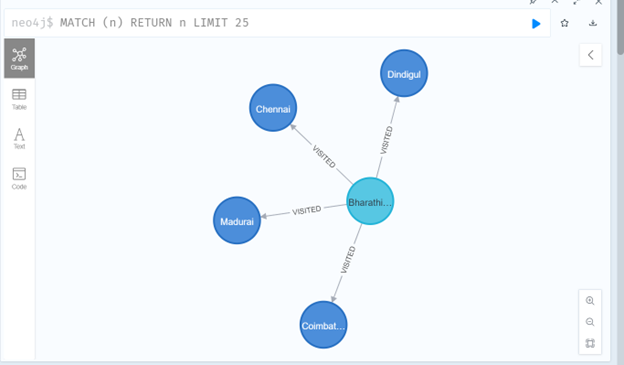 neo4j$ MATCH (n) RETURN n LIMIT 25
Graph
Table
Text
Code
Dindigul
Chennai
VISITED
VISITED
Bharathi...
Madurai
VISITED
VISITED
Coimbat...